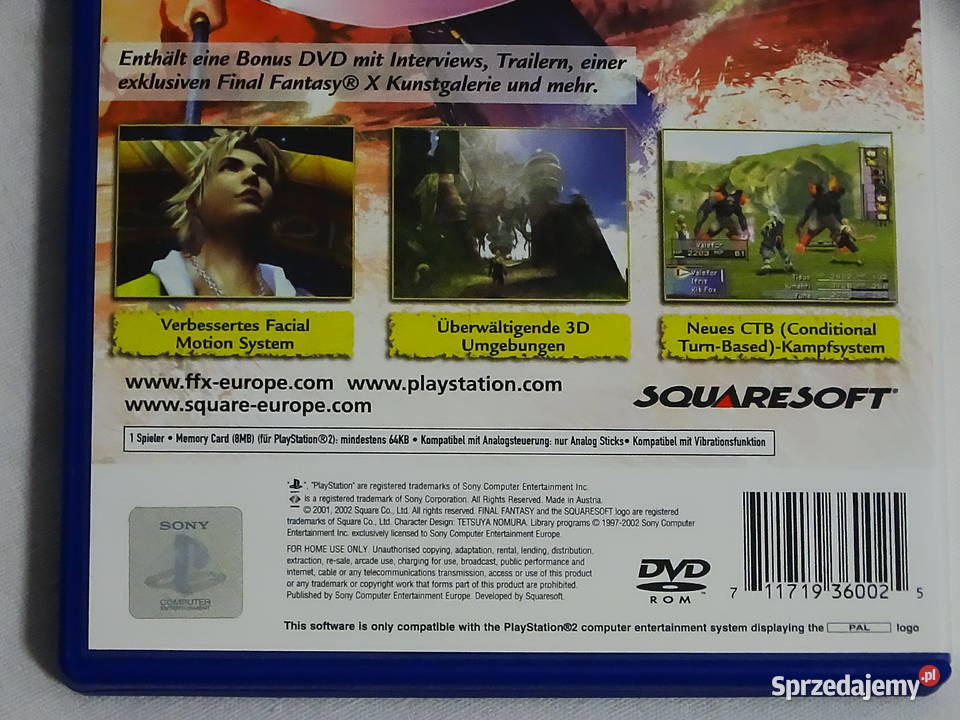 Enthält eine Bonus DVD mit Interviews, Trailern, einer
exklusiven Final Fantasy® X Kunstgalerie und mehr.
Valefor
2203 MP 61
Valefor
Ifrit
Verbessertes Facial
Motion System
Überwältigende 3D
Umgebungen
Neues CTB (Conditional
Turn-Based)-Kampfsystem
www.ffx-europe.com www.playstation.com
www.square-europe.com
SQUARESOFT®
1 Spieler • Memory Card (8MB) (für PlayStation®2): mindestens 64KB • Kompatibel mit Analogsteuerung: nur Analog Sticks• Kompatibel mit Vibrationsfunktion
", "PlayStation" are registered trademarks of Sony Computer Entertainment Inc.
is a registered trademark of Sony Corporation. All Rights Reserved. Made in Austria.
© 2001, 2002 Square Co., Ltd. All rights reserved. FINAL FANTASY and the SQUARESOFT logo are registered
trademarks of Square Co., Ltd. Character Design: TETSUYA NOMURA. Library programs © 1997-2002 Sony Computer
Entertainment Inc. exclusively licensed to Sony Computer Entertainment Europe.
FOR HOME USE ONLY. Unauthorised copying, adaptation, rental, lending, distribution,
extraction, re-sale, arcade use, charging for use, broadcast, public performance and
internet, cable or any telecommunications transmission, access or use of this product
or any trademark or copyright work that forms part of this product are prohibited.
Published by Sony Computer Entertainment Europe. Developed by Squaresoft.
SONY
COMPUTER
ENTERTAINMENT
DVD
ROM
7 11719 36002 5
This software is only compatible with the PlayStation®2 computer entertainment system displaying the PAL logo
Sprzedajemy.pl